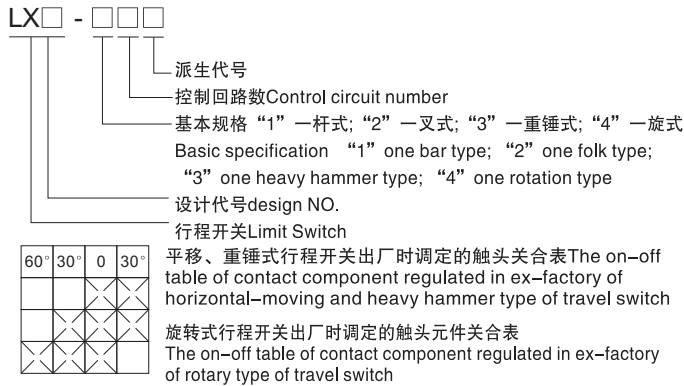 LX□ - □□□
派生代号
控制回路数Control circuit number
基本规格“1”一杆式;“2”一叉式;“3”一重锤式;“4”一旋式
Basic specification “1” one bar type; “2” one folk type;
“3” one heavy hammer type; “4” one rotation type
设计代号design NO.
行程开关Limit Switch
60° 30° 0 30°
平移、重锤式行程开关出厂时调定的触头关合表The on-off
table of contact component regulated in ex-factory of
horizontal-moving and heavy hammer type of travel switch
旋转式行程开关出厂时调定的触头元件关合表
The on-off table of contact component regulated in ex-factory
of rotary type of travel switch